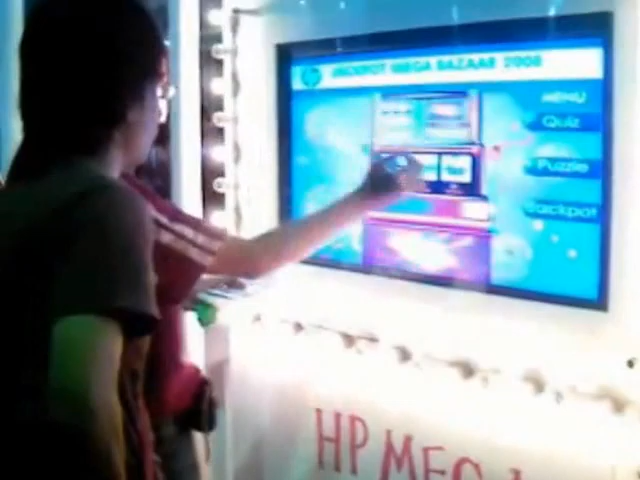 JACKPOT MEGA BAZAAR 2008
MENU
Quiz
Puzzle
Jackpot
HP MEG